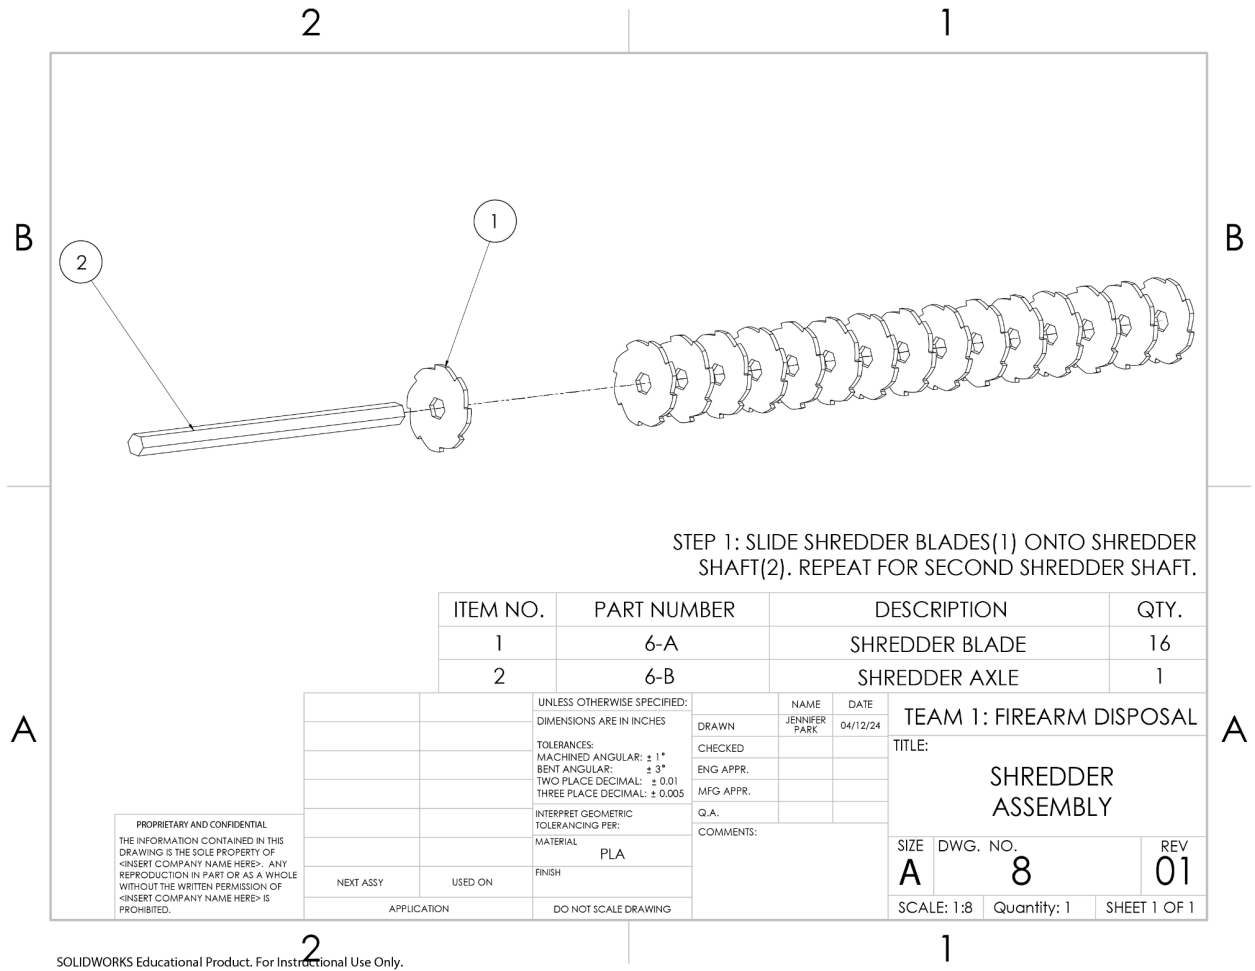 2
1
B
B
1
2
STEP 1: SLIDE SHREDDER BLADES(1) ONTO SHREDDER
SHAFT(2). REPEAT FOR SECOND SHREDDER SHAFT.
ITEM NO.
PART NUMBER
DESCRIPTION
QTY.
1
6-A
SHREDDER BLADE
16
2
6-B
SHREDDER AXLE
1
A
A
UNLESS OTHERWISE SPECIFIED:
DIMENSIONS ARE IN INCHES
TOLERANCES:
MACHINED ANGULAR: ± 1°
BENT ANGULAR: ± 3°
TWO PLACE DECIMAL: ± 0.01
THREE PLACE DECIMAL: ± 0.005
INTERPRET GEOMETRIC
TOLERANCING PER:
MATERIAL
PLA
FINISH
DO NOT SCALE DRAWING
NAME
DATE
DRAWN
JENNIFER
PARK
04/12/24
CHECKED
ENG APPR.
MFG APPR.
Q.A.
COMMENTS:
TEAM 1: FIREARM DISPOSAL
TITLE:
SHREDDER
ASSEMBLY
SIZE
A
DWG. NO.
8
REV
01
SCALE: 1:8
Quantity: 1
SHEET 1 OF 1
PROPRIETARY AND CONFIDENTIAL
THE INFORMATION CONTAINED IN THIS
DRAWING IS THE SOLE PROPERTY OF
<INSERT COMPANY NAME HERE>. ANY
REPRODUCTION IN PART OR AS A WHOLE
WITHOUT THE WRITTEN PERMISSION OF
<INSERT COMPANY NAME HERE> IS
PROHIBITED.
NEXT ASSY
USED ON
APPLICATION
2
1
SOLIDWORKS Educational Product. For Instructional Use Only.